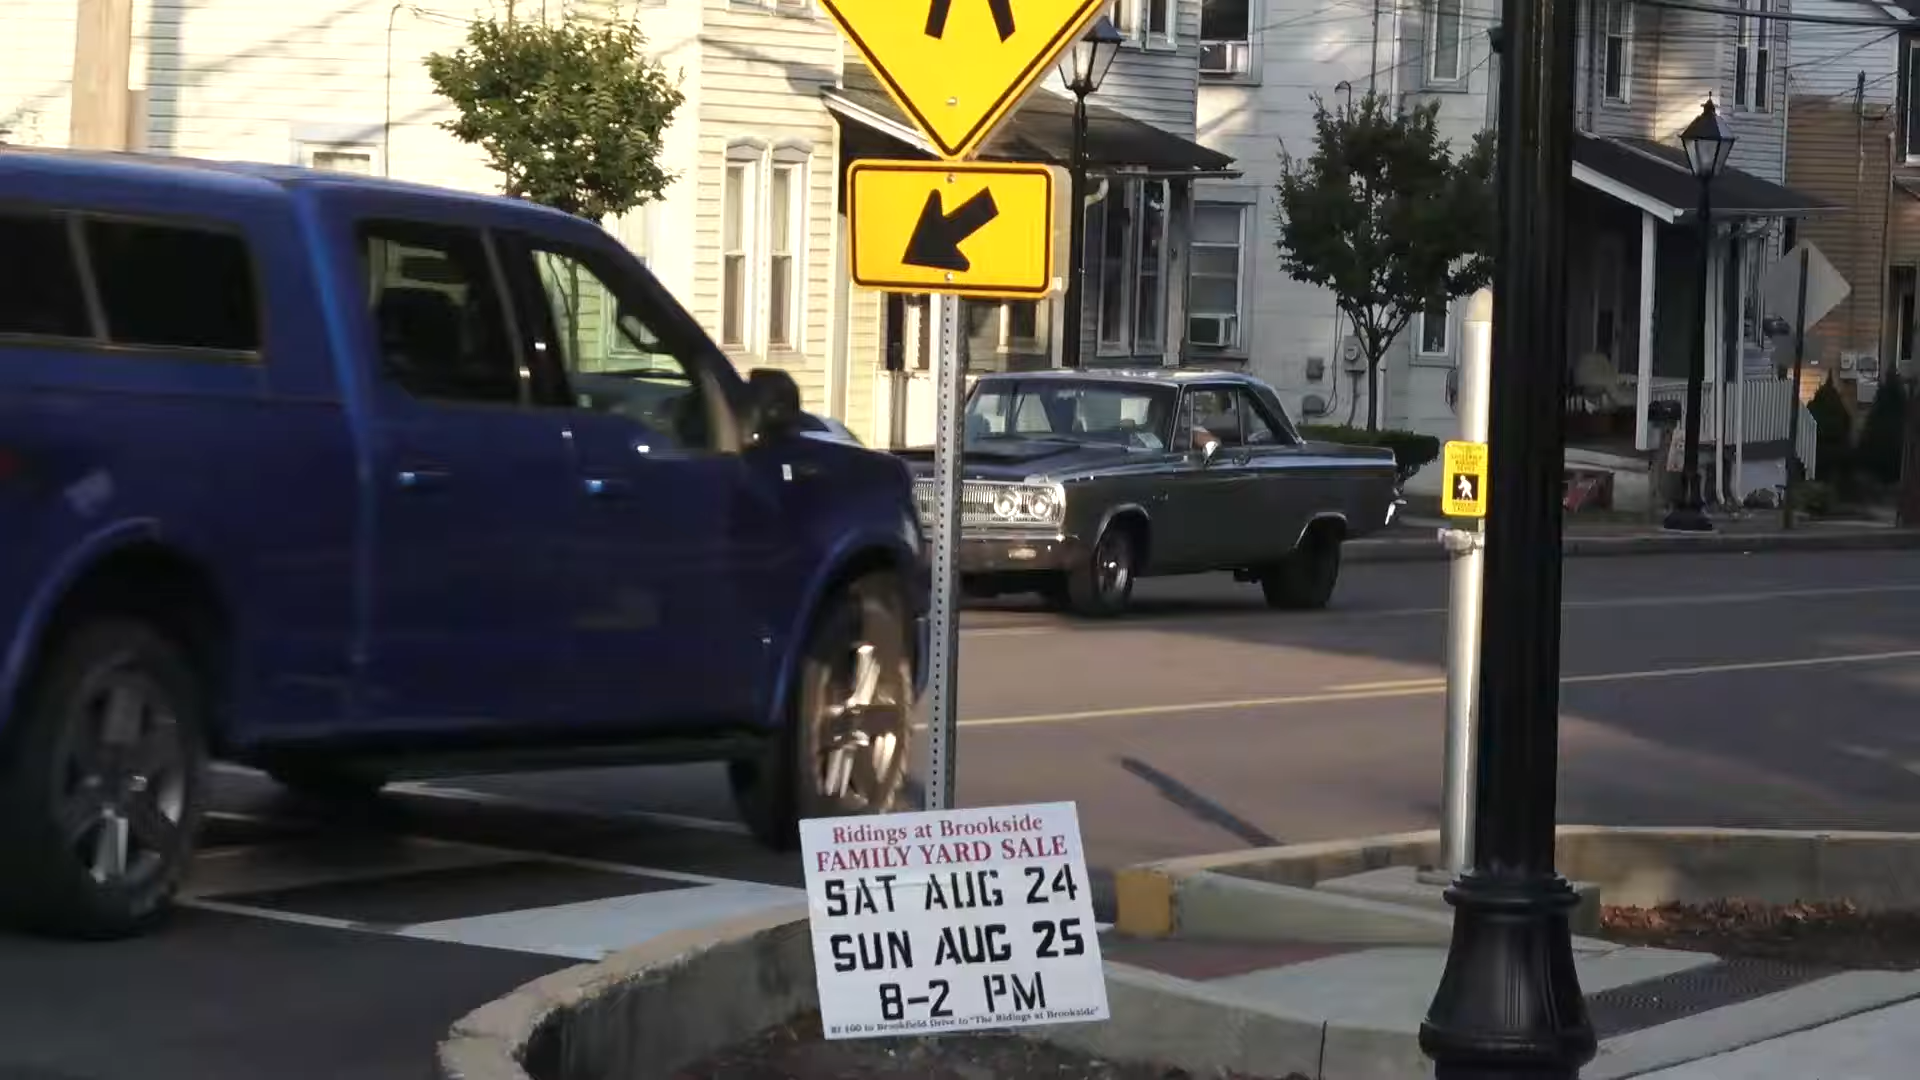 Ridings at Brookside
FAMILY YARD SALE
SAT AUG 24
SUN AUG 25
8-2 PM
Rt 100 to Brookfield Drive to "The Ridings at Brookside"